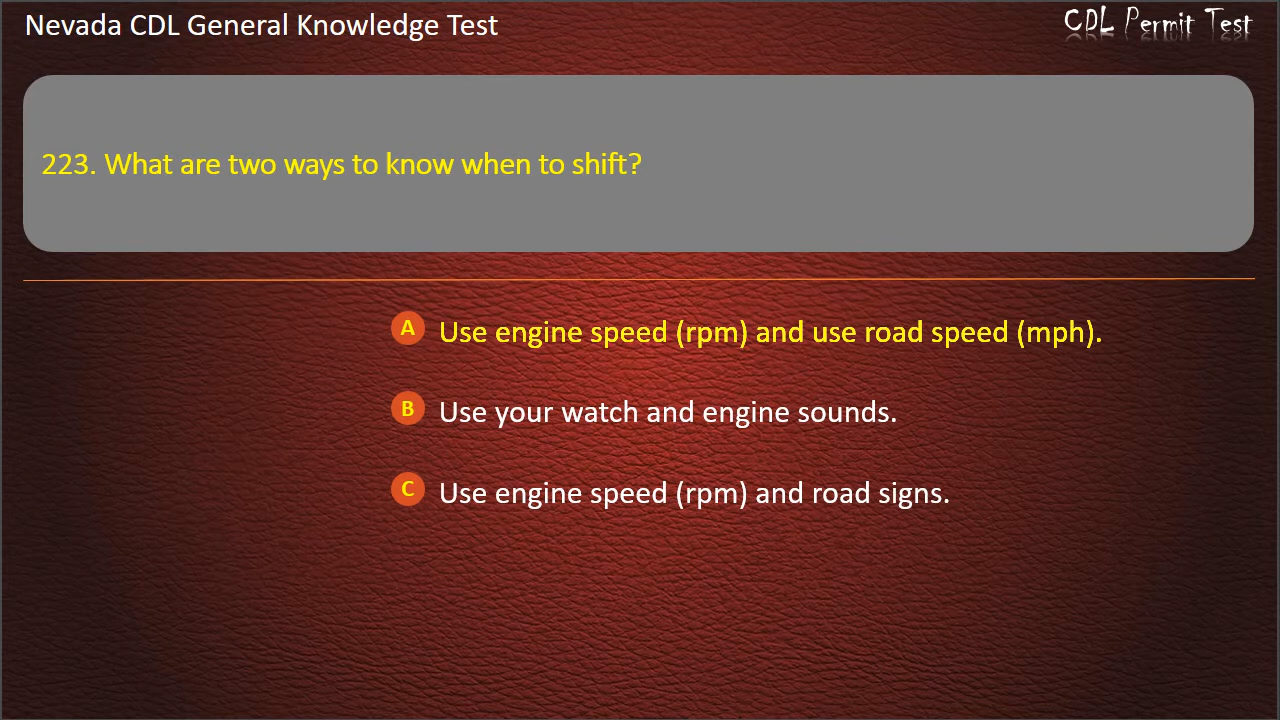 Nevada CDL General Knowledge Test
CDL Permit Test
223. What are two ways to know when to shift?
A Use engine speed (rpm) and use road speed (mph).
B Use your watch and engine sounds.
C Use engine speed (rpm) and road signs.